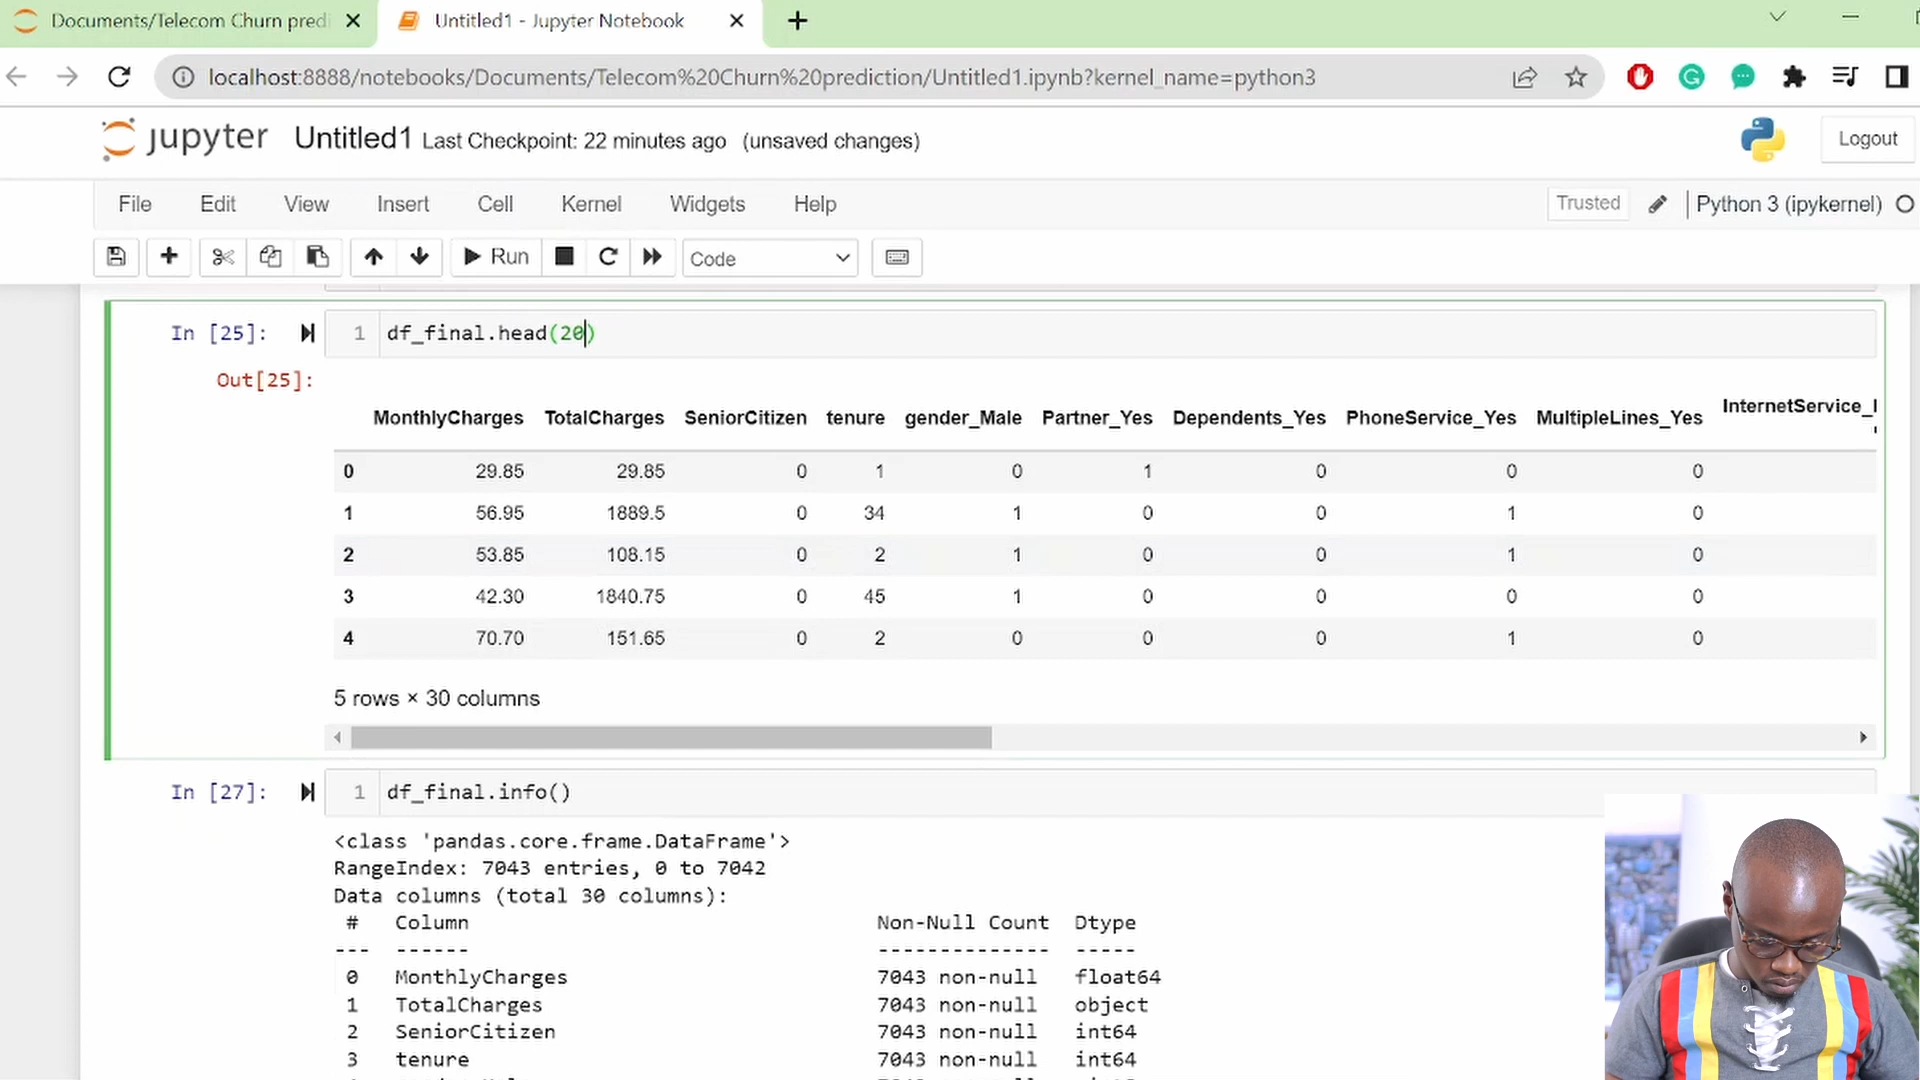 Documents/Telecom Churn predi
Untitled1 - Jupyter Notebook
localhost:8888/notebooks/Documents/Telecom%20Churn%20prediction/Untitled1.ipynb?kernel_name=python3
jupyter Untitled1 Last Checkpoint: 22 minutes ago (unsaved changes)
Logout
File Edit View Insert Cell Kernel Widgets Help
Trusted
Python 3 (ipykernel)
Run
Code
In [25]:
1 df_final.head(20)
Out[25]:
MonthlyCharges TotalCharges SeniorCitizen tenure gender_Male Partner_Yes Dependents_Yes PhoneService_Yes MultipleLines_Yes InternetService_
0 29.85 29.85 0 1 0 1 0 0 0
1 56.95 1889.5 0 34 1 0 0 1 0
2 53.85 108.15 0 2 1 0 0 1 0
3 42.30 1840.75 0 45 1 0 0 0 0
4 70.70 151.65 0 2 0 0 0 1 0
5 rows × 30 columns
In [27]:
1 df_final.info()
<class 'pandas.core.frame.DataFrame'>
RangeIndex: 7043 entries, 0 to 7042
Data columns (total 30 columns):
# Column Non-Null Count Dtype
--- ------ -------------- -----
0 MonthlyCharges 7043 non-null float64
1 TotalCharges 7043 non-null object
2 SeniorCitizen 7043 non-null int64
3 tenure 7043 non-null int64